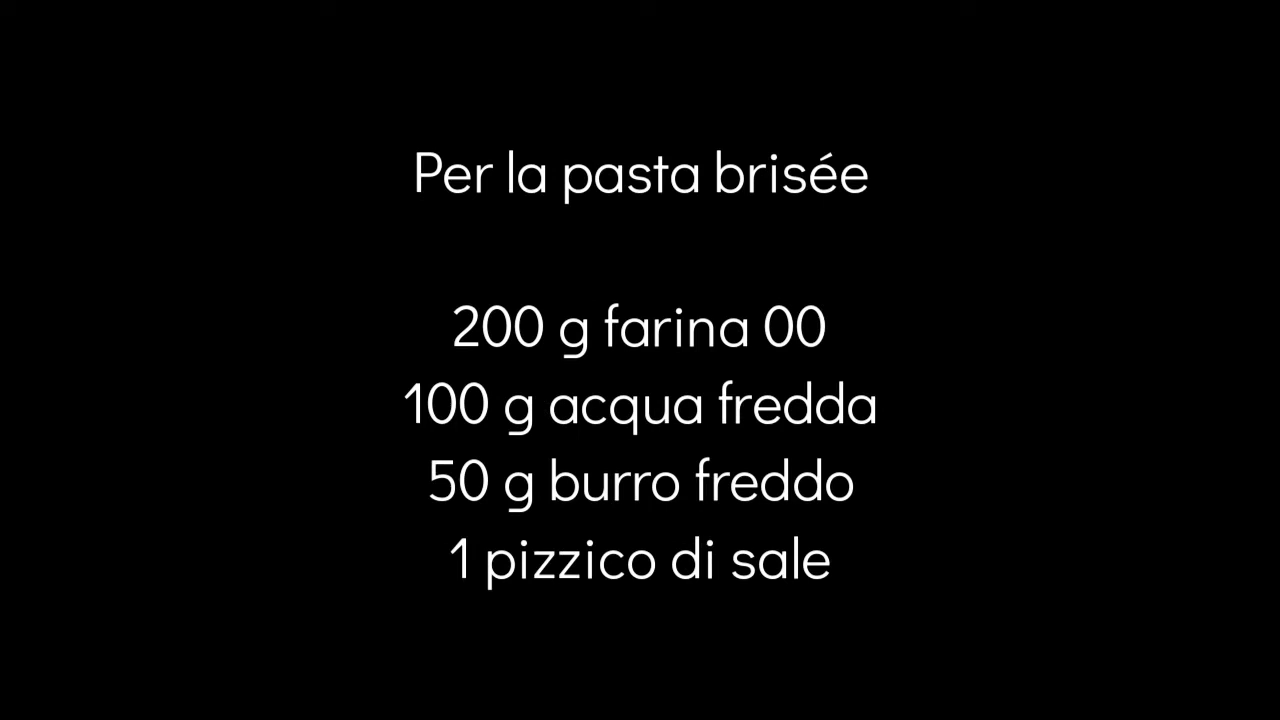 Per la pasta brisée
200 g farina 00
100 g acqua fredda
50 g burro freddo
1 pizzico di sale